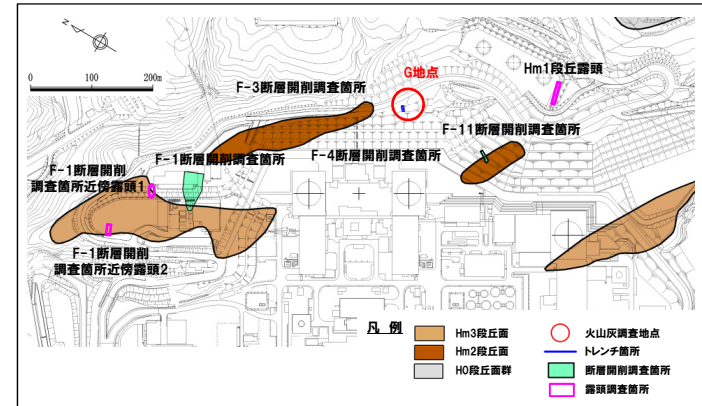 N
0 100 200m
F-3断層開削調査箇所
G地点
Hm1段丘露頭
F-11断層開削調査箇所
F-1断層開削調査箇所
F-4断層開削調査箇所
F-1断層開削
調査箇所近傍露頭1
F-1断層開削
調査箇所近傍露頭2
凡 例
Hm3段丘面
Hm2段丘面
H0段丘面群
火山灰調査地点
トレンチ箇所
断層開削調査箇所
露頭調査箇所